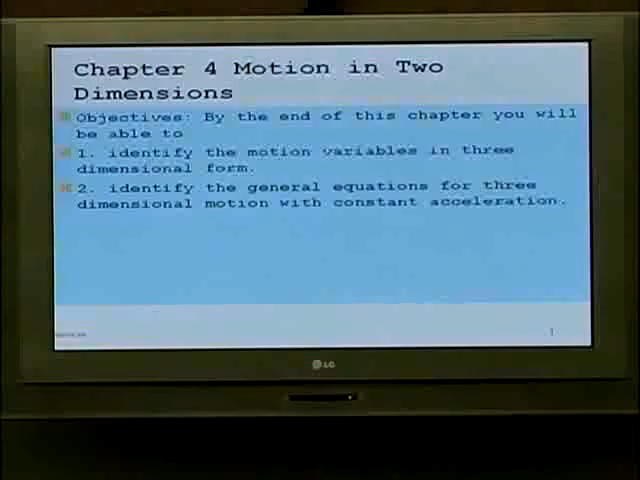 Chapter 4 Motion in Two
Dimensions
Objectives: By the end of this chapter you will
be able to
1. identify the motion variables in three
dimensional form.
2. identify the general equations for three
dimensional motion with constant acceleration.
1
LG